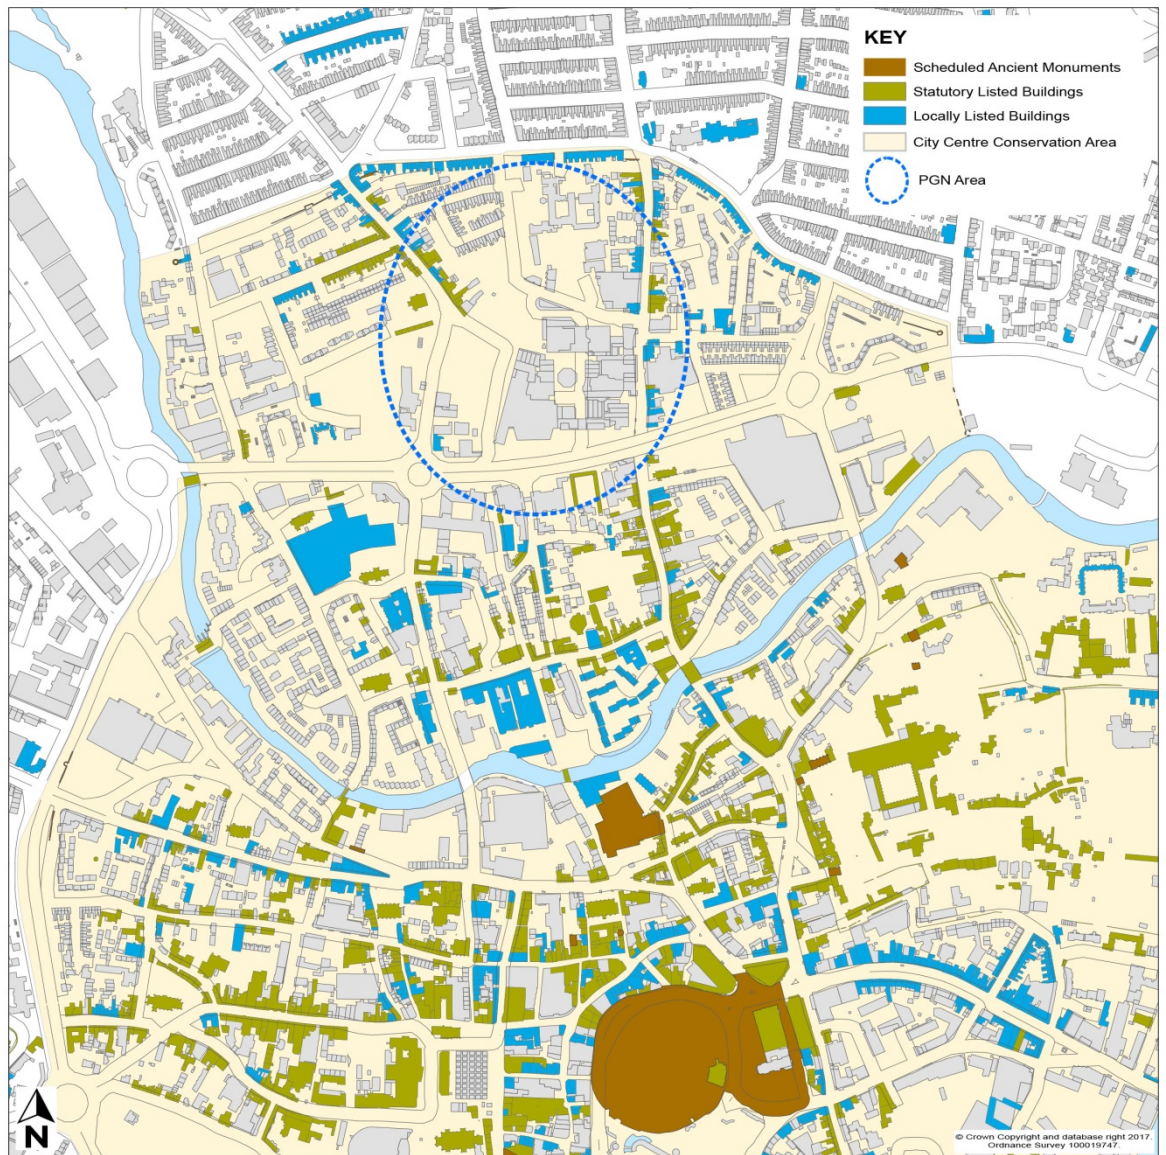 KEY
Scheduled Ancient Monuments
Statutory Listed Buildings
Locally Listed Buildings
City Centre Conservation Area
PGN Area
N
© Crown Copyright and database right 2017.
Ordnance Survey 100019747.